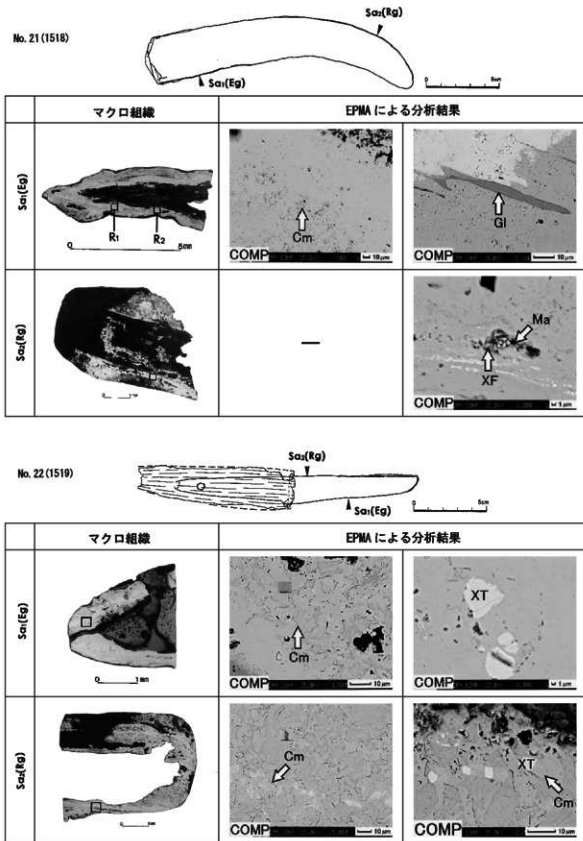 No. 21 (1518)
Sa₂(Rg)
Sa₁(Eg)
0 5cm
マクロ組織 EPMA による分析結果
Sa₁(Eg)
R₁ R₂
0 5mm
Cm
COMP 10μm
Gl
COMP 10μm
Sa₂(Rg)
—
Ma
XF
COMP 1μm
No. 22 (1519)
Sa₂(Rg)
Sa₁(Eg)
0 5cm
マクロ組織 EPMA による分析結果
Sa₁(Eg)
0 1mm
Cm
COMP 10μm
XT
COMP 1μm
Sa₂(Rg)
0
Cm
COMP 10μm
XT
Cm
COMP 10μm